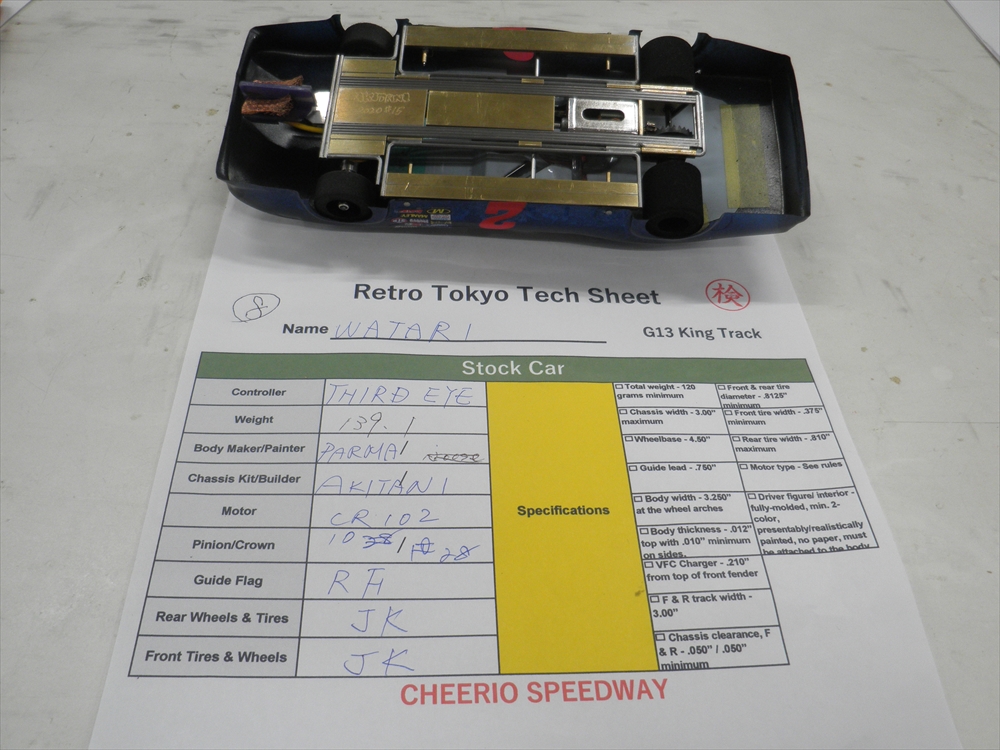 2
Retro Tokyo Tech Sheet
検
8
Name WATARI
G13 King Track
Stock Car
Controller THIRD EYE
Weight 139.1
Body Maker/Painter PARMA/
Chassis Kit/Builder AKITANI
Motor CR 102
Pinion/Crown 10 / 28
Guide Flag
Rear Wheels & Tires JK
Front Tires & Wheels JK
Specifications
Total weight - 120
grams minimum
Chassis width - 3.00"
maximum
Wheelbase - 4.50"
Guide lead - .750"
Body width - 3.250"
at the wheel arches
Body thickness - .012"
top with .010" minimum
on sides.
VFC Charger - .210"
from top of front fender
F & R track width -
3.00"
Chassis clearance, F
& R - .050" / .050"
minimum
Front & rear tire
diameter - .8125"
minimum
Front tire width - .375"
minimum
Rear tire width - .810"
maximum
Motor type - See rules
Driver figure/ interior -
fully-molded, min. 2-
color,
presentably/realistically
painted, no paper, must
be attached to the body
CHEERIO SPEEDWAY